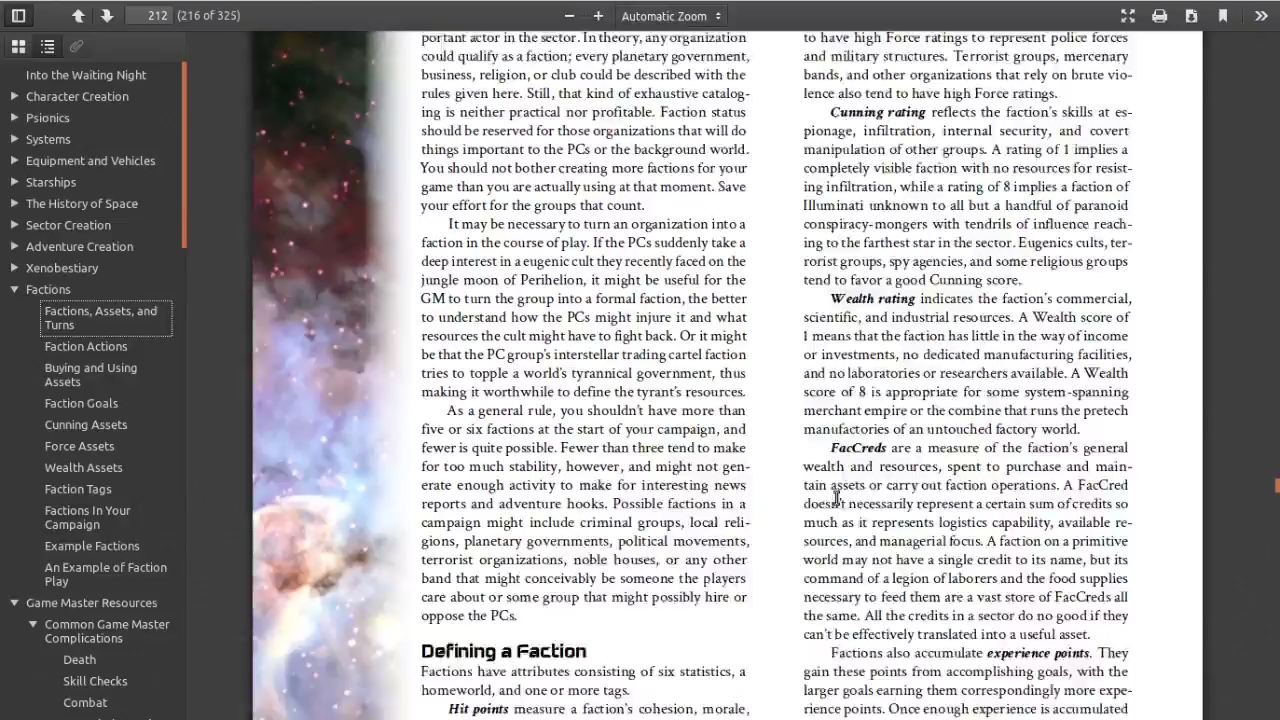 212 (216 of 325)
Automatic Zoom
Into the Waiting Night
Character Creation
Psionics
Systems
Equipment and Vehicles
Starships
The History of Space
Sector Creation
Adventure Creation
Xenobestiary
Factions
Factions, Assets, and
Turns
Faction Actions
Buying and Using
Assets
Faction Goals
Cunning Assets
Force Assets
Wealth Assets
Faction Tags
Factions In Your
Campaign
Example Factions
An Example of Faction
Play
Game Master Resources
Common Game Master
Complications
Death
Skill Checks
Combat
portant actor in the sector. In theory, any organization
could qualify as a faction; every planetary government,
business, religion, or club could be described with the
rules given here. Still, that kind of exhaustive catalog-
ing is neither practical nor profitable. Faction status
should be reserved for those organizations that will do
things important to the PCs or the background world.
You should not bother creating more factions for your
game than you are actually using at that moment. Save
your effort for the groups that count.
It may be necessary to turn an organization into a
faction in the course of play. If the PCs suddenly take a
deep interest in a eugenic cult they recently faced on the
jungle moon of Perihelion, it might be useful for the
GM to turn the group into a formal faction, the better
to understand how the PCs might injure it and what
resources the cult might have to fight back. Or it might
be that the PC group's interstellar trading cartel faction
tries to topple a world's tyrannical government, thus
making it worthwhile to define the tyrant's resources.
As a general rule, you shouldn't have more than
five or six factions at the start of your campaign, and
fewer is quite possible. Fewer than three tend to make
for too much stability, however, and might not gen-
erate enough activity to make for interesting news
reports and adventure hooks. Possible factions in a
campaign might include criminal groups, local reli-
gions, planetary governments, political movements,
terrorist organizations, noble houses, or any other
band that might conceivably be someone the players
care about or some group that might possibly hire or
oppose the PCs.
Defining a Faction
Factions have attributes consisting of six statistics, a
homeworld, and one or more tags.
Hit points measure a faction's cohesion, morale,
to have high Force ratings to represent police forces
and military structures. Terrorist groups, mercenary
bands, and other organizations that rely on brute vio-
lence also tend to have high Force ratings.
Cunning rating reflects the faction's skills at es-
pionage, infiltration, internal security, and covert
manipulation of other groups. A rating of 1 implies a
completely visible faction with no resources for resist-
ing infiltration, while a rating of 8 implies a faction of
Illuminati unknown to all but a handful of paranoid
conspiracy-mongers with tendrils of influence reach-
ing to the farthest star in the sector. Eugenics cults, ter-
rorist groups, spy agencies, and some religious groups
tend to favor a good Cunning score.
Wealth rating indicates the faction's commercial,
scientific, and industrial resources. A Wealth score of
1 means that the faction has little in the way of income
or investments, no dedicated manufacturing facilities,
and no laboratories or researchers available. A Wealth
score of 8 is appropriate for some system-spanning
merchant empire or the combine that runs the pretech
manufactories of an untouched factory world.
FacCreds are a measure of the faction's general
wealth and resources, spent to purchase and main-
tain assets or carry out faction operations. A FacCred
doesn't necessarily represent a certain sum of credits so
much as it represents logistics capability, available re-
sources, and managerial focus. A faction on a primitive
world may not have a single credit to its name, but its
command of a legion of laborers and the food supplies
necessary to feed them are a vast store of FacCreds all
the same. All the credits in a sector do no good if they
can't be effectively translated into a useful asset.
Factions also accumulate experience points. They
gain these points from accomplishing goals, with the
larger goals earning them correspondingly more expe-
rience points. Once enough experience is accumulated